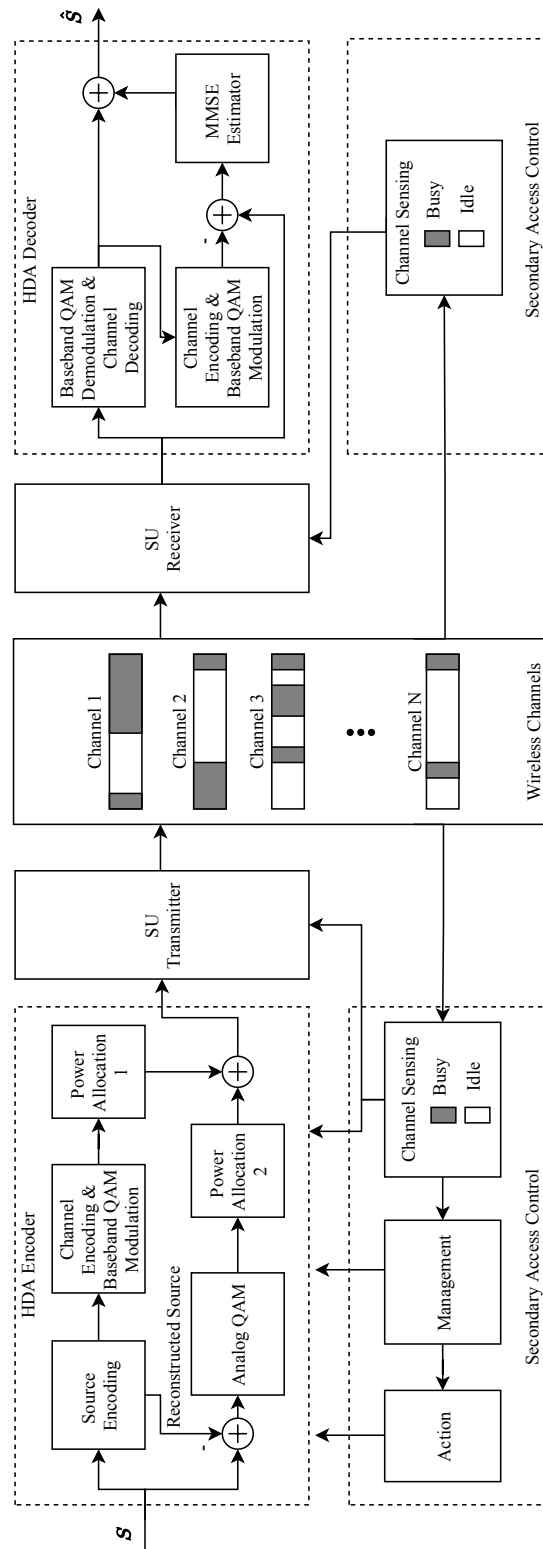 S
HDA Encoder
Source
Encoding
Channel
Encoding &
Baseband QAM
Modulation
Power
Allocation
1
Reconstructed Source
-
+
Analog QAM
Power
Allocation
2
+
Secondary Access Control
Action
Management
Channel Sensing
Busy
Idle
SU
Transmitter
Channel 1
Channel 2
Channel 3
•••
Channel N
Wireless Channels
SU
Receiver
HDA Decoder
Baseband QAM
Demodulation &
Channel
Decoding
Channel
Encoding &
Baseband QAM
Modulation
-
+
MMSE
Estimator
+
Ŝ
Secondary Access Control
Channel Sensing
Busy
Idle